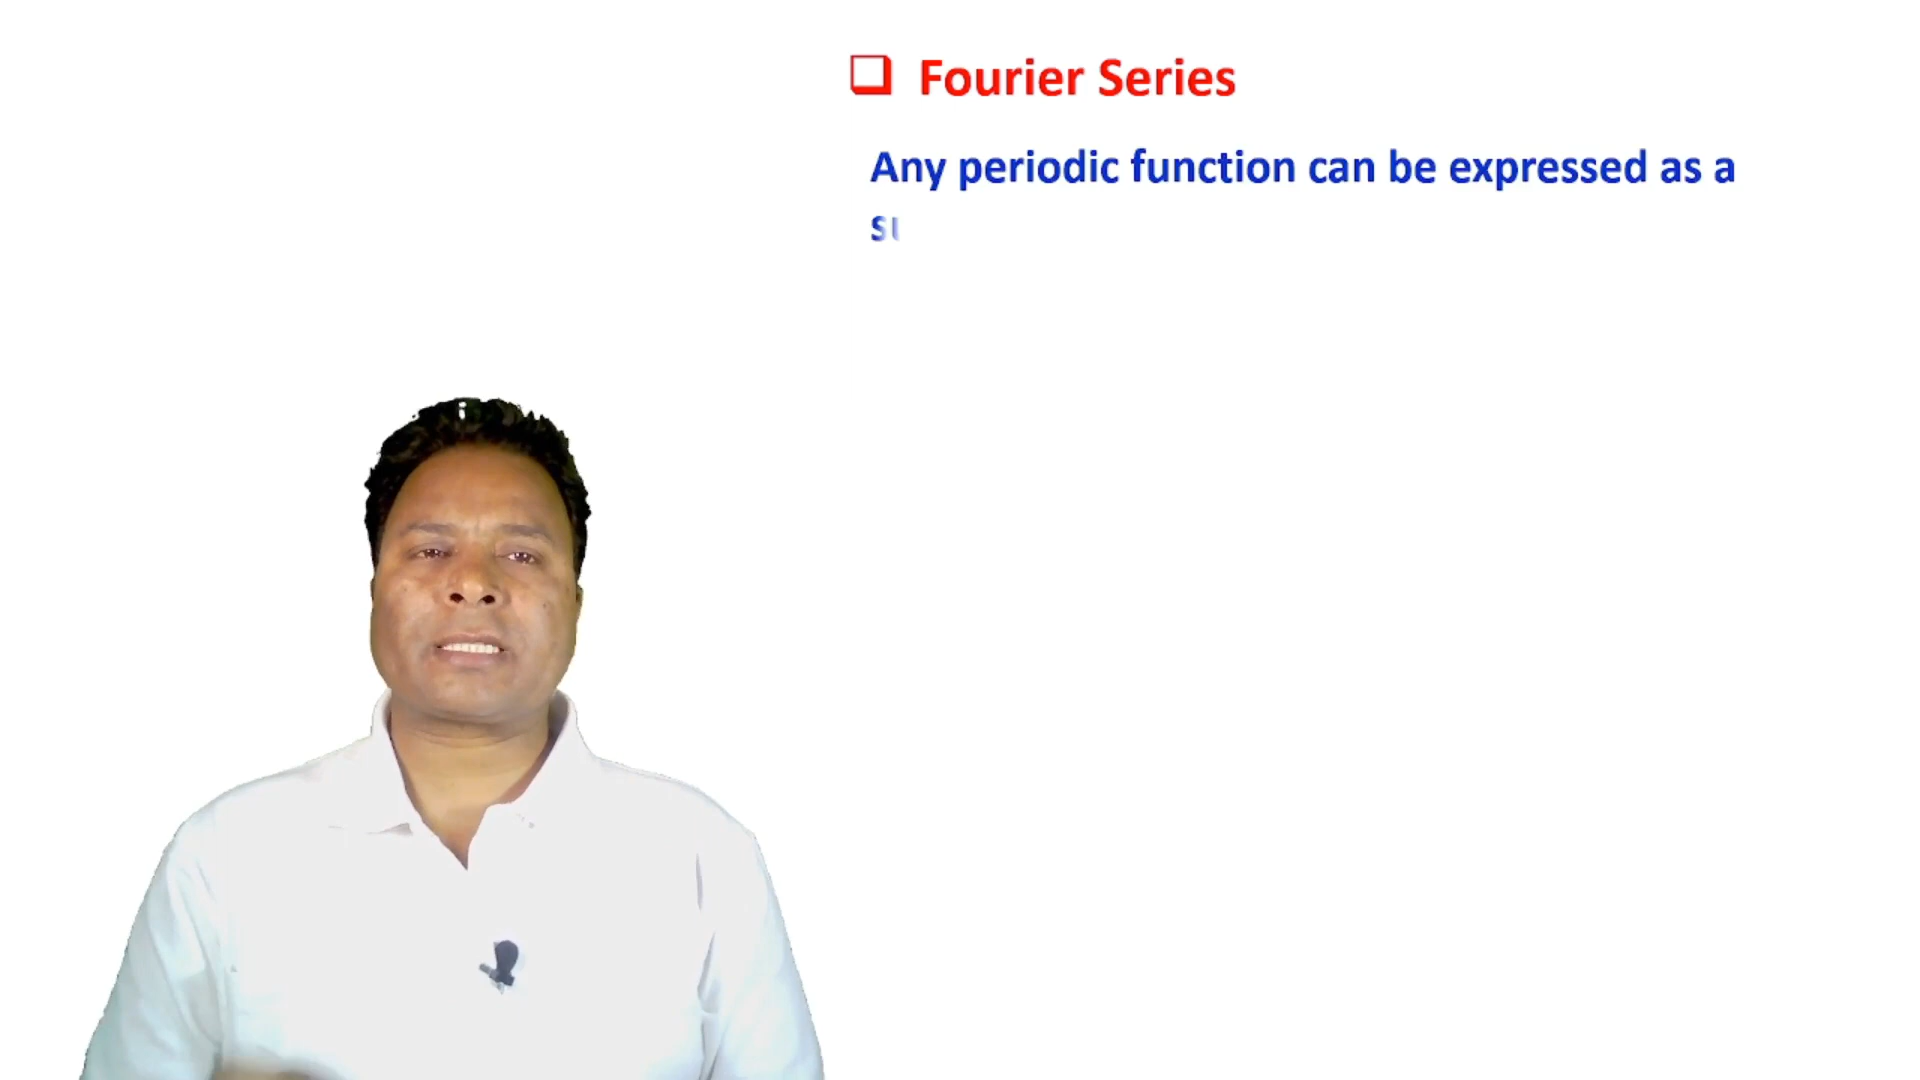 Fourier Series
Any periodic function can be expressed as a